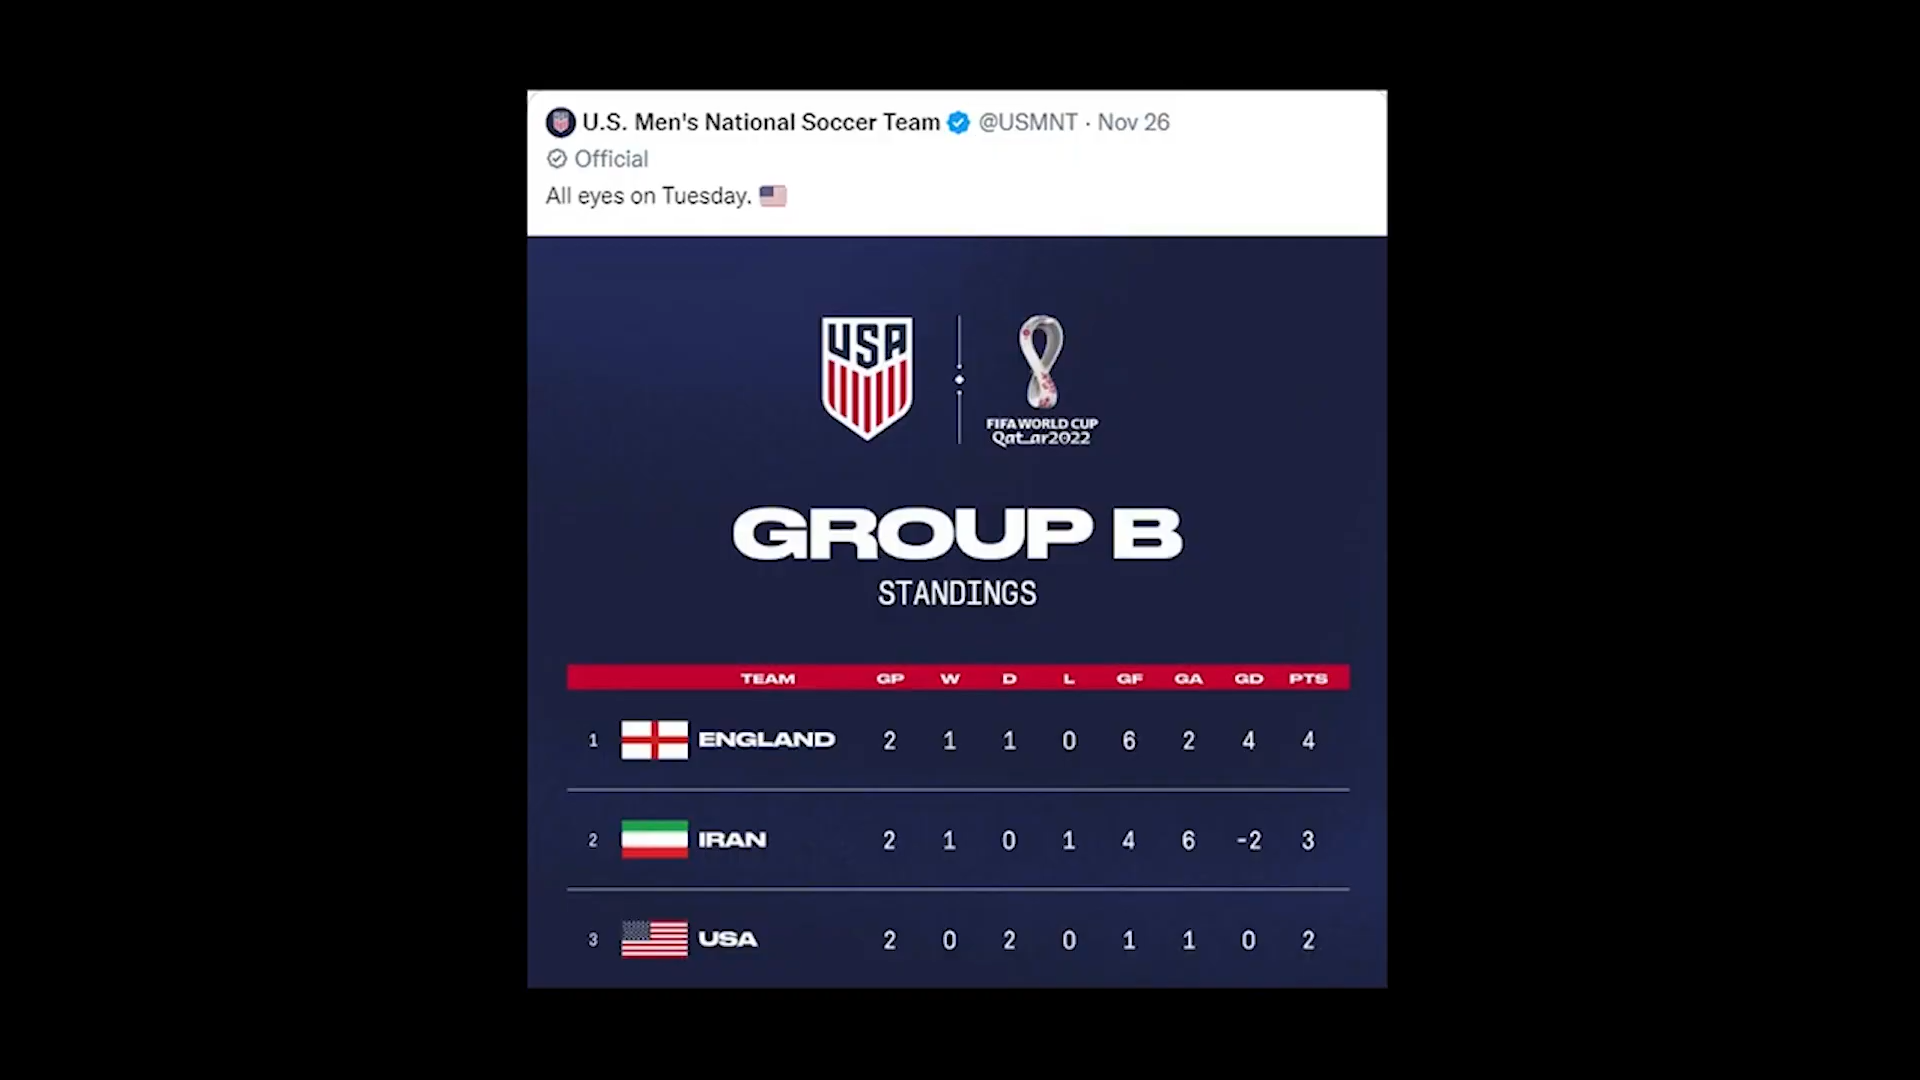 U.S. Men's National Soccer Team @USMNT · Nov 26
Official
All eyes on Tuesday.
USA
FIFA WORLD CUP
Qatar2022
GROUP B
STANDINGS
TEAM GP W D L GF GA GD PTS
1 ENGLAND 2 1 1 0 6 2 4 4
2 IRAN 2 1 0 1 4 6 -2 3
3 USA 2 0 2 0 1 1 0 2